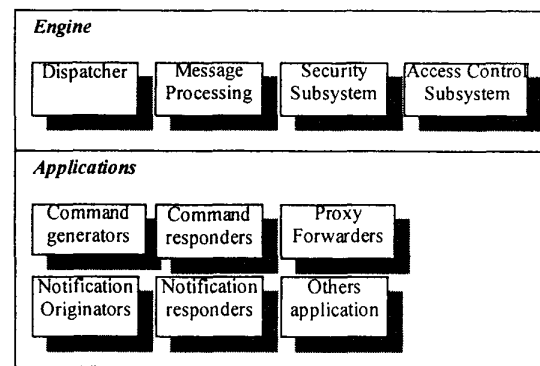 Engine
Dispatcher
Message
Processing
Security
Subsystem
Access Control
Subsystem
Applications
Command
generators
Command
responders
Proxy
Forwarders
Notification
Originators
Notification
responders
Others
application